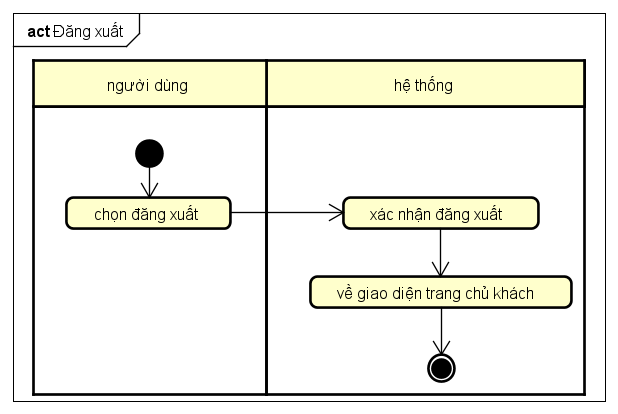 act Đăng xuất
người dùng
hệ thống
chọn đăng xuất
xác nhận đăng xuất
về giao diện trang chủ khách